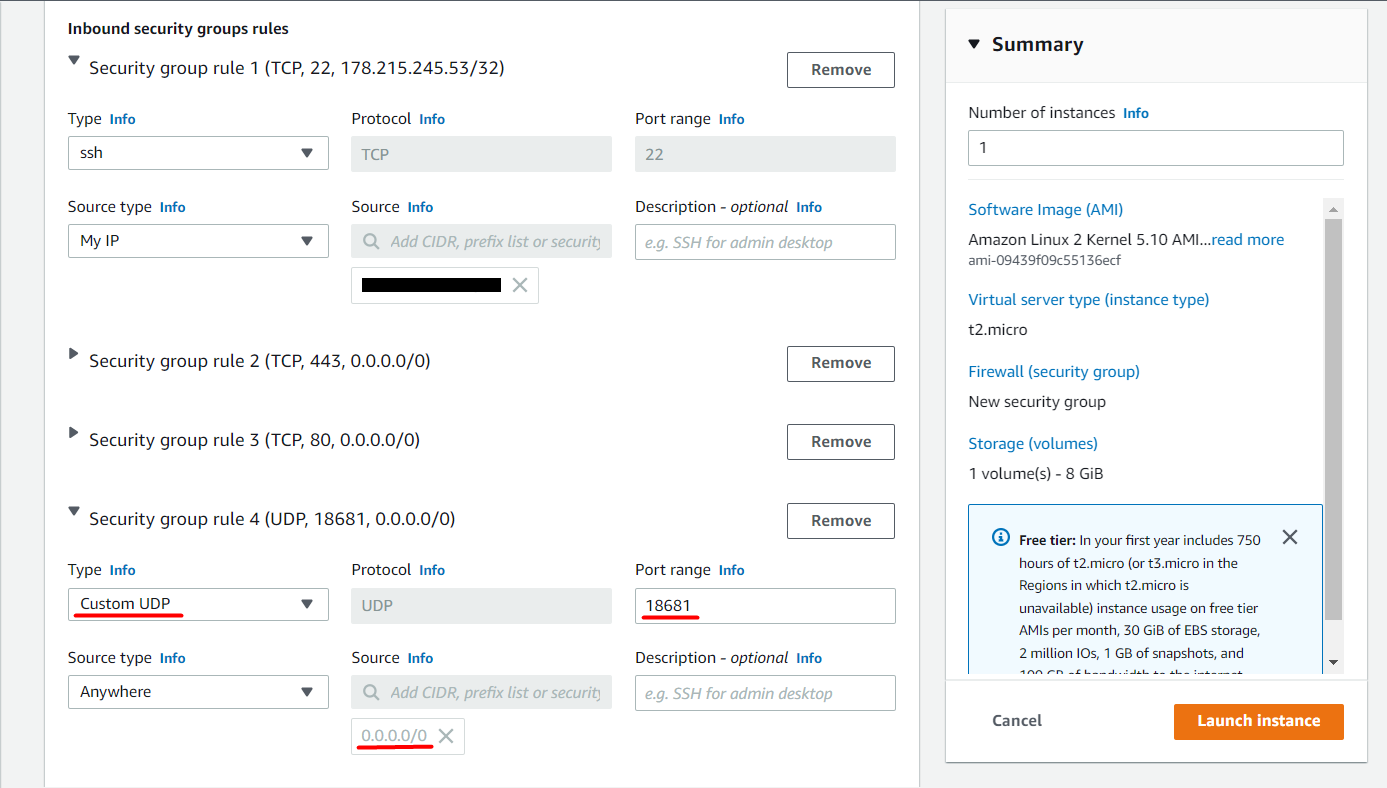 Inbound security groups rules
Security group rule 1 (TCP, 22, 178.215.245.53/32)
Remove
Type Info
Protocol Info
Port range Info
ssh
TCP
22
Source type Info
Source Info
Description - optional Info
My IP
Add CIDR, prefix list or security
e.g. SSH for admin desktop
Security group rule 2 (TCP, 443, 0.0.0.0/0)
Remove
Security group rule 3 (TCP, 80, 0.0.0.0/0)
Remove
Security group rule 4 (UDP, 18681, 0.0.0.0/0)
Remove
Type Info
Protocol Info
Port range Info
Custom UDP
UDP
18681
Source type Info
Source Info
Description - optional Info
Anywhere
Add CIDR, prefix list or security
e.g. SSH for admin desktop
0.0.0.0/0
Summary
Number of instances Info
1
Software Image (AMI)
Amazon Linux 2 Kernel 5.10 AMI...read more
ami-09439f09c55136ecf
Virtual server type (instance type)
t2.micro
Firewall (security group)
New security group
Storage (volumes)
1 volume(s) - 8 GiB
Free tier: In your first year includes 750
hours of t2.micro (or t3.micro in the
Regions in which t2.micro is
unavailable) instance usage on free tier
AMIs per month, 30 GiB of EBS storage,
2 million IOs, 1 GB of snapshots, and
100 GB of bandwidth to the internet
Cancel
Launch instance